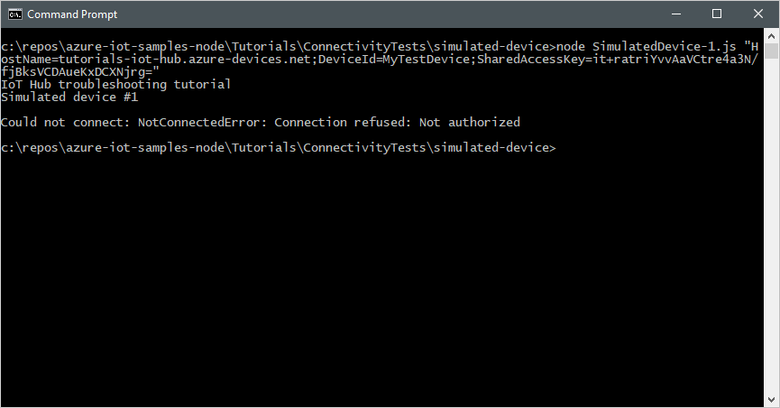 Command Prompt
c:\repos\azure-iot-samples-node\Tutorials\ConnectivityTests\simulated-device>node SimulatedDevice-1.js "H
ostName=tutorials-iot-hub.azure-devices.net;DeviceId=MyTestDevice;SharedAccessKey=it+ratriYvvAaVCtre4a3N/
fjBksVCDAueKxDCXNjrg="
IoT Hub troubleshooting tutorial
Simulated device #1
Could not connect: NotConnectedError: Connection refused: Not authorized
c:\repos\azure-iot-samples-node\Tutorials\ConnectivityTests\simulated-device>